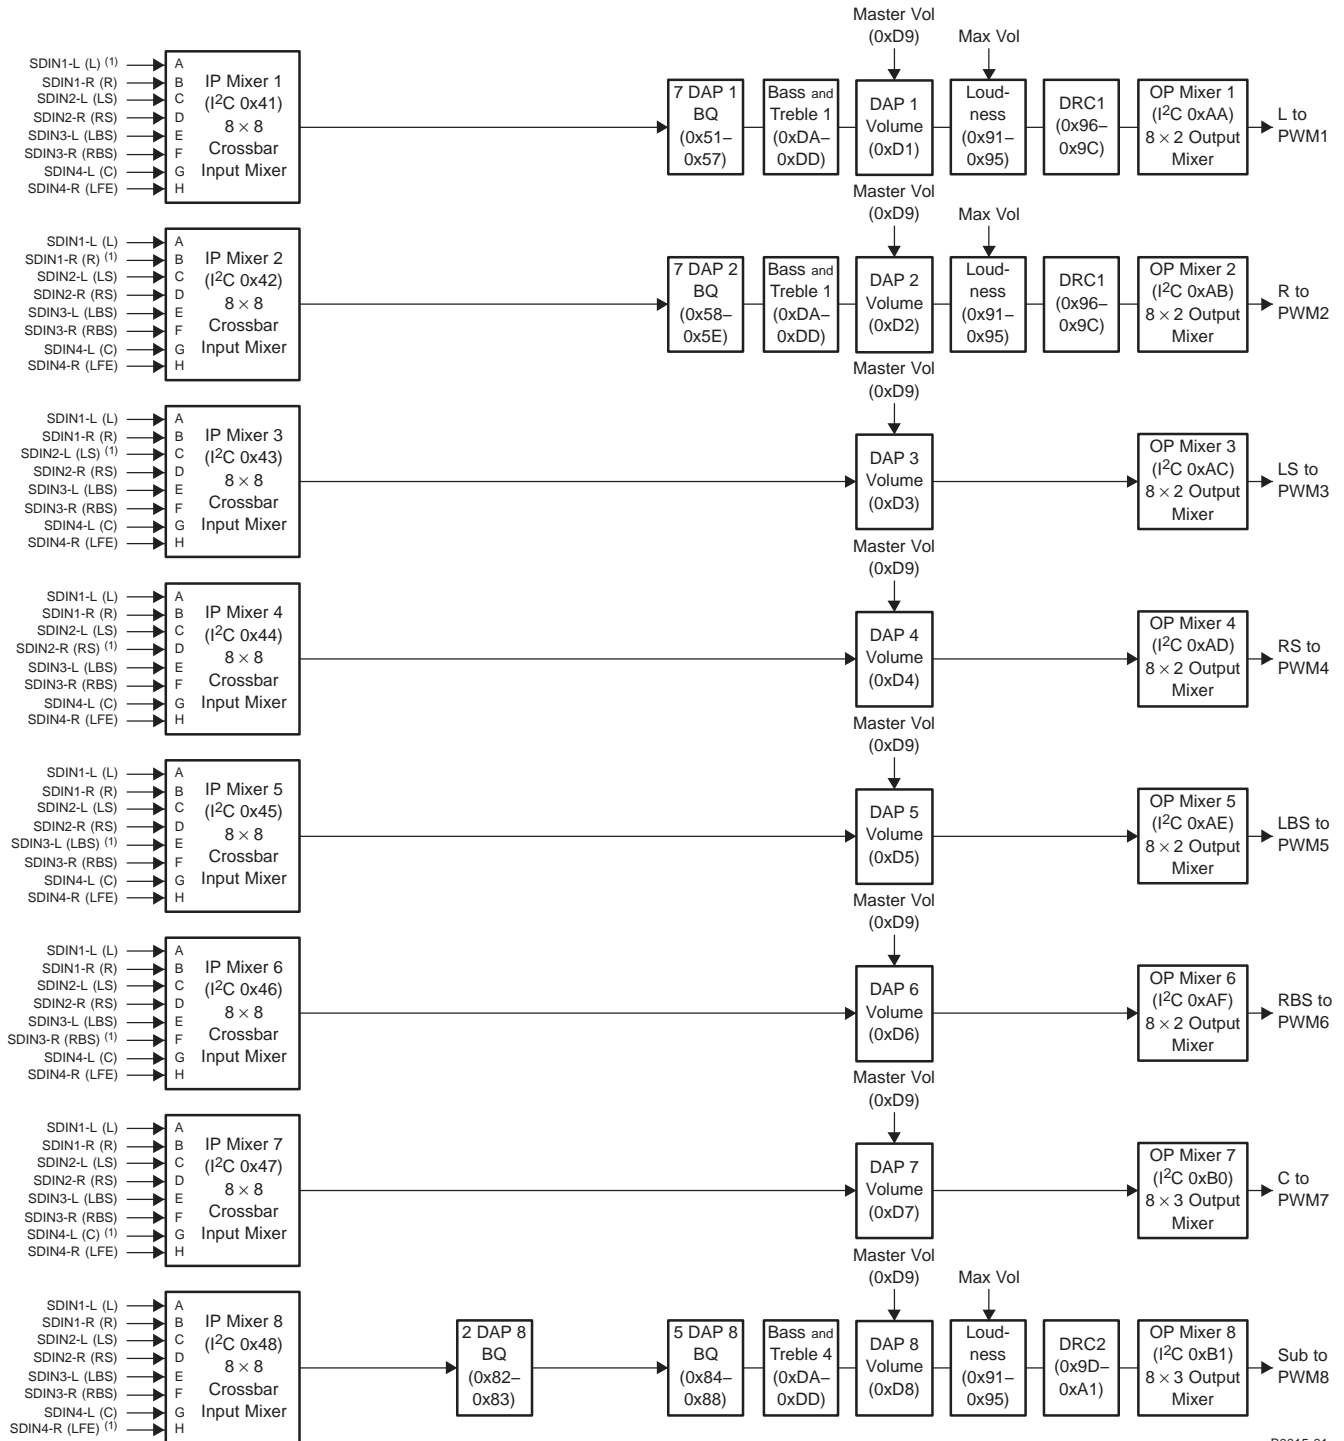 Master Vol
(0xD9)
Max Vol
SDIN1-L (L) (1)
SDIN1-R (R)
SDIN2-L (LS)
SDIN2-R (RS)
SDIN3-L (LBS)
SDIN3-R (RBS)
SDIN4-L (C)
SDIN4-R (LFE)
A
B
C
D
E
F
G
H
IP Mixer 1
(I2C 0x41)
8 × 8
Crossbar
Input Mixer
7 DAP 1
BQ
(0x51–
0x57)
Bass and
Treble 1
(0xDA–
0xDD)
DAP 1
Volume
(0xD1)
Loud-
ness
(0x91–
0x95)
DRC1
(0x96–
0x9C)
OP Mixer 1
(I2C 0xAA)
8 × 2 Output
Mixer
L to
PWM1
Master Vol
(0xD9)
Max Vol
SDIN1-L (L)
SDIN1-R (R) (1)
SDIN2-L (LS)
SDIN2-R (RS)
SDIN3-L (LBS)
SDIN3-R (RBS)
SDIN4-L (C)
SDIN4-R (LFE)
A
B
C
D
E
F
G
H
IP Mixer 2
(I2C 0x42)
8 × 8
Crossbar
Input Mixer
7 DAP 2
BQ
(0x58–
0x5E)
Bass and
Treble 1
(0xDA–
0xDD)
DAP 2
Volume
(0xD2)
Loud-
ness
(0x91–
0x95)
DRC1
(0x96–
0x9C)
OP Mixer 2
(I2C 0xAB)
8 × 2 Output
Mixer
R to
PWM2
Master Vol
(0xD9)
SDIN1-L (L)
SDIN1-R (R)
SDIN2-L (LS) (1)
SDIN2-R (RS)
SDIN3-L (LBS)
SDIN3-R (RBS)
SDIN4-L (C)
SDIN4-R (LFE)
A
B
C
D
E
F
G
H
IP Mixer 3
(I2C 0x43)
8 × 8
Crossbar
Input Mixer
DAP 3
Volume
(0xD3)
OP Mixer 3
(I2C 0xAC)
8 × 2 Output
Mixer
LS to
PWM3
Master Vol
(0xD9)
SDIN1-L (L)
SDIN1-R (R)
SDIN2-L (LS)
SDIN2-R (RS) (1)
SDIN3-L (LBS)
SDIN3-R (RBS)
SDIN4-L (C)
SDIN4-R (LFE)
A
B
C
D
E
F
G
H
IP Mixer 4
(I2C 0x44)
8 × 8
Crossbar
Input Mixer
DAP 4
Volume
(0xD4)
OP Mixer 4
(I2C 0xAD)
8 × 2 Output
Mixer
RS to
PWM4
Master Vol
(0xD9)
SDIN1-L (L)
SDIN1-R (R)
SDIN2-L (LS)
SDIN2-R (RS)
SDIN3-L (LBS) (1)
SDIN3-R (RBS)
SDIN4-L (C)
SDIN4-R (LFE)
A
B
C
D
E
F
G
H
IP Mixer 5
(I2C 0x45)
8 × 8
Crossbar
Input Mixer
DAP 5
Volume
(0xD5)
OP Mixer 5
(I2C 0xAE)
8 × 2 Output
Mixer
LBS to
PWM5
Master Vol
(0xD9)
SDIN1-L (L)
SDIN1-R (R)
SDIN2-L (LS)
SDIN2-R (RS)
SDIN3-L (LBS)
SDIN3-R (RBS) (1)
SDIN4-L (C)
SDIN4-R (LFE)
A
B
C
D
E
F
G
H
IP Mixer 6
(I2C 0x46)
8 × 8
Crossbar
Input Mixer
DAP 6
Volume
(0xD6)
OP Mixer 6
(I2C 0xAF)
8 × 2 Output
Mixer
RBS to
PWM6
Master Vol
(0xD9)
SDIN1-L (L)
SDIN1-R (R)
SDIN2-L (LS)
SDIN2-R (RS)
SDIN3-L (LBS)
SDIN3-R (RBS)
SDIN4-L (C) (1)
SDIN4-R (LFE)
A
B
C
D
E
F
G
H
IP Mixer 7
(I2C 0x47)
8 × 8
Crossbar
Input Mixer
DAP 7
Volume
(0xD7)
OP Mixer 7
(I2C 0xB0)
8 × 3 Output
Mixer
C to
PWM7
Master Vol
(0xD9)
Max Vol
SDIN1-L (L)
SDIN1-R (R)
SDIN2-L (LS)
SDIN2-R (RS)
SDIN3-L (LBS)
SDIN3-R (RBS)
SDIN4-L (C)
SDIN4-R (LFE) (1)
A
B
C
D
E
F
G
H
IP Mixer 8
(I2C 0x48)
8 × 8
Crossbar
Input Mixer
2 DAP 8
BQ
(0x82–
0x83)
5 DAP 8
BQ
(0x84–
0x88)
Bass and
Treble 4
(0xDA–
0xDD)
DAP 8
Volume
(0xD8)
Loud-
ness
(0x91–
0x95)
DRC2
(0x9D–
0xA1)
OP Mixer 8
(I2C 0xB1)
8 × 3 Output
Mixer
Sub to
PWM8